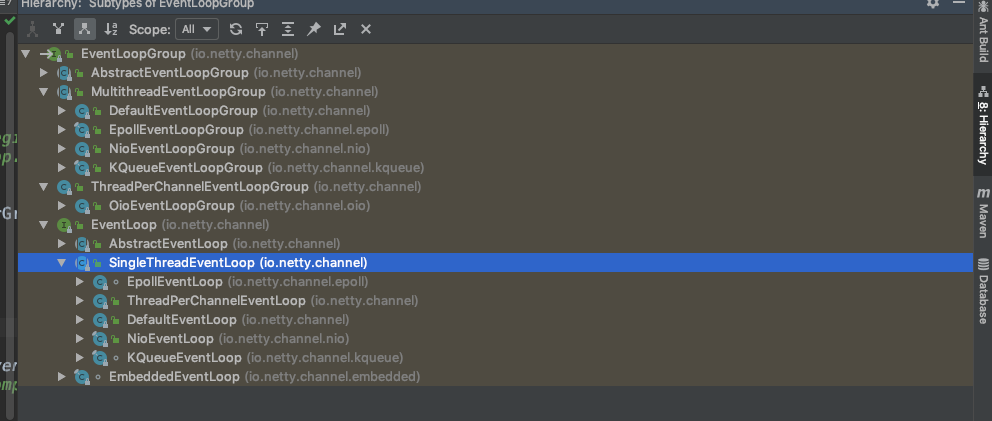 Hierarchy: Subtypes of EventLoopGroup
Scope: All
EventLoopGroup (io.netty.channel)
AbstractEventLoopGroup (io.netty.channel)
MultithreadEventLoopGroup (io.netty.channel)
DefaultEventLoopGroup (io.netty.channel)
EpollEventLoopGroup (io.netty.channel.epoll)
NioEventLoopGroup (io.netty.channel.nio)
KQueueEventLoopGroup (io.netty.channel.kqueue)
ThreadPerChannelEventLoopGroup (io.netty.channel)
OioEventLoopGroup (io.netty.channel.oio)
EventLoop (io.netty.channel)
AbstractEventLoop (io.netty.channel)
SingleThreadEventLoop (io.netty.channel)
EpollEventLoop (io.netty.channel.epoll)
ThreadPerChannelEventLoop (io.netty.channel)
DefaultEventLoop (io.netty.channel)
NioEventLoop (io.netty.channel.nio)
KQueueEventLoop (io.netty.channel.kqueue)
EmbeddedEventLoop (io.netty.channel.embedded)
Ant Build
8: Hierarchy
Maven
Database